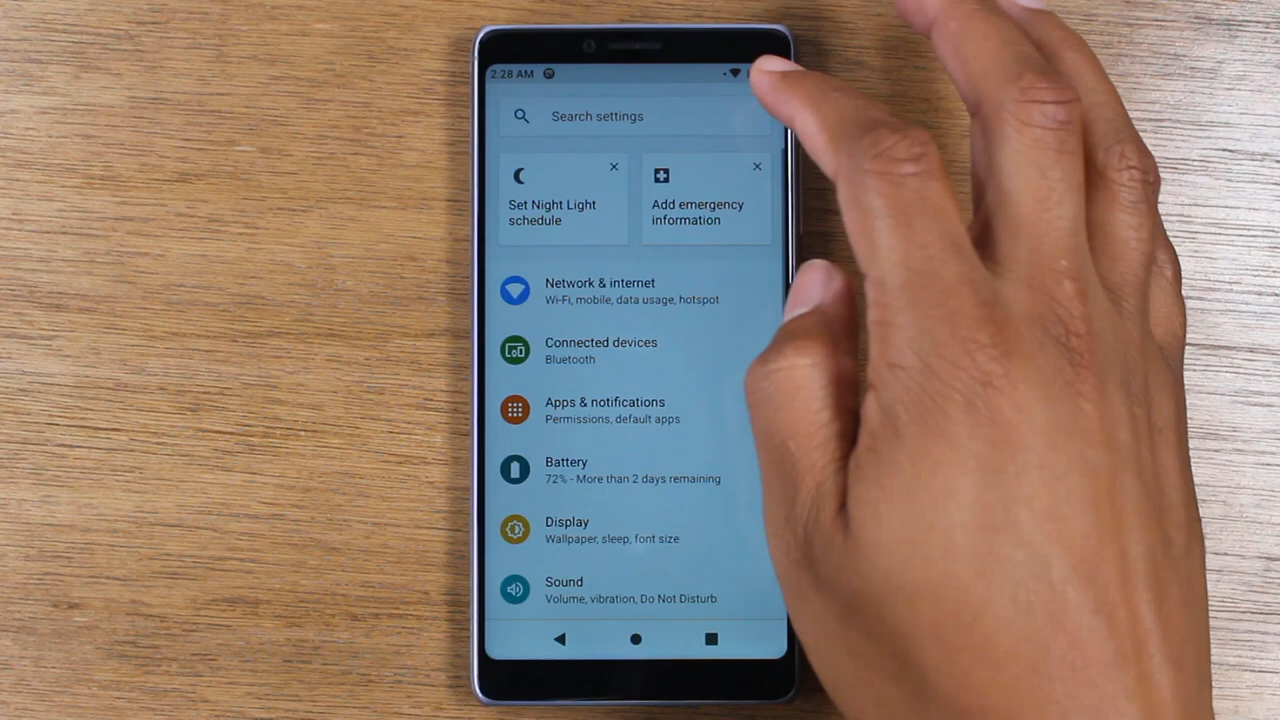 2:28 AM
Search settings
Set Night Light
schedule
Add emergency
information
Network & internet
Wi-Fi, mobile, data usage, hotspot
Connected devices
Bluetooth
Apps & notifications
Permissions, default apps
Battery
72% - More than 2 days remaining
Display
Wallpaper, sleep, font size
Sound
Volume, vibration, Do Not Disturb